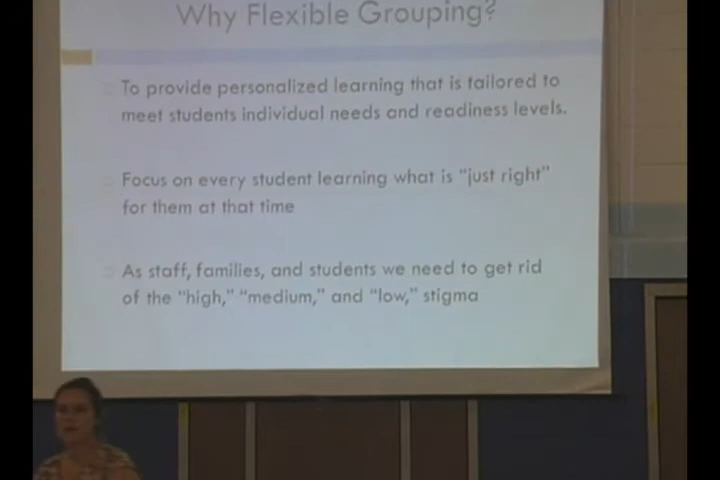 Why Flexible Grouping?
To provide personalized learning that is tailored to
meet students individual needs and readiness levels.
Focus on every student learning what is "just right"
for them at that time
As staff, families, and students we need to get rid
of the "high," "medium," and "low," stigma